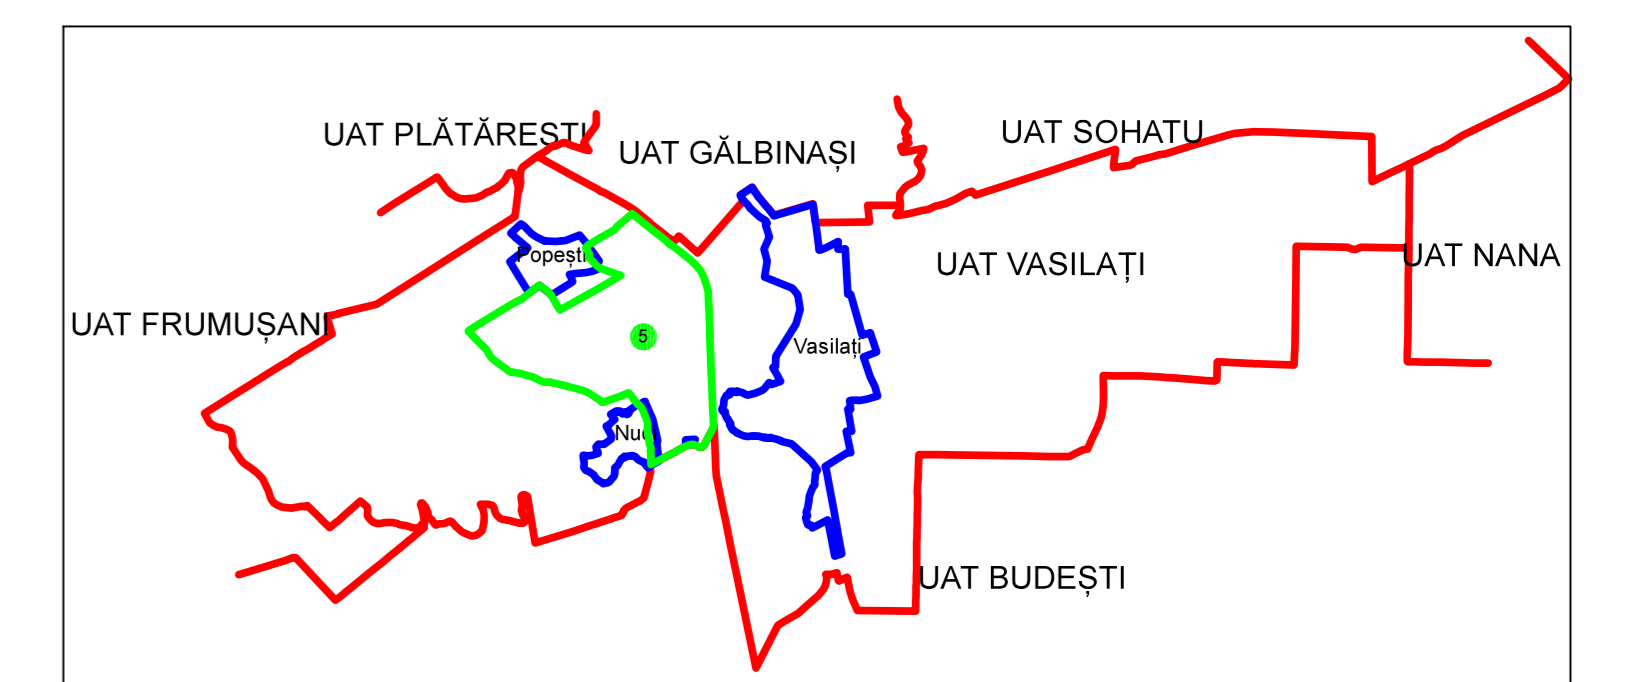 UAT PLĂTĂREȘTI
UAT GĂLBINAȘI
UAT SOHATU
Popești
UAT VASILAȚI
UAT NANA
UAT FRUMUȘANI
5
Vasilați
UAT BUDEȘTI